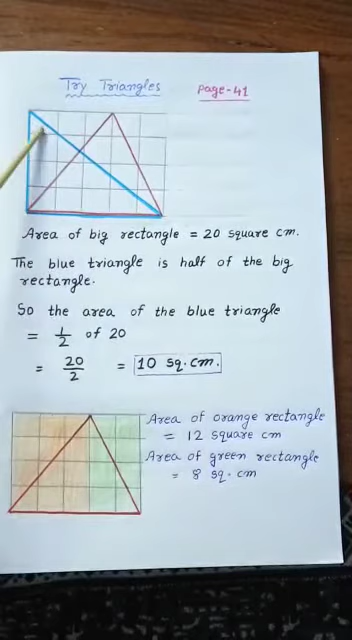 Try Triangles
Page-41
Area of big rectangle = 20 square cm.
The blue triangle is half of the big
rectangle.
So the area of the blue triangle
= 1/2 of 20
= 20/2 = 10 sq.cm.
Area of orange rectangle
= 12 square cm
Area of green rectangle
= 8 sq.cm